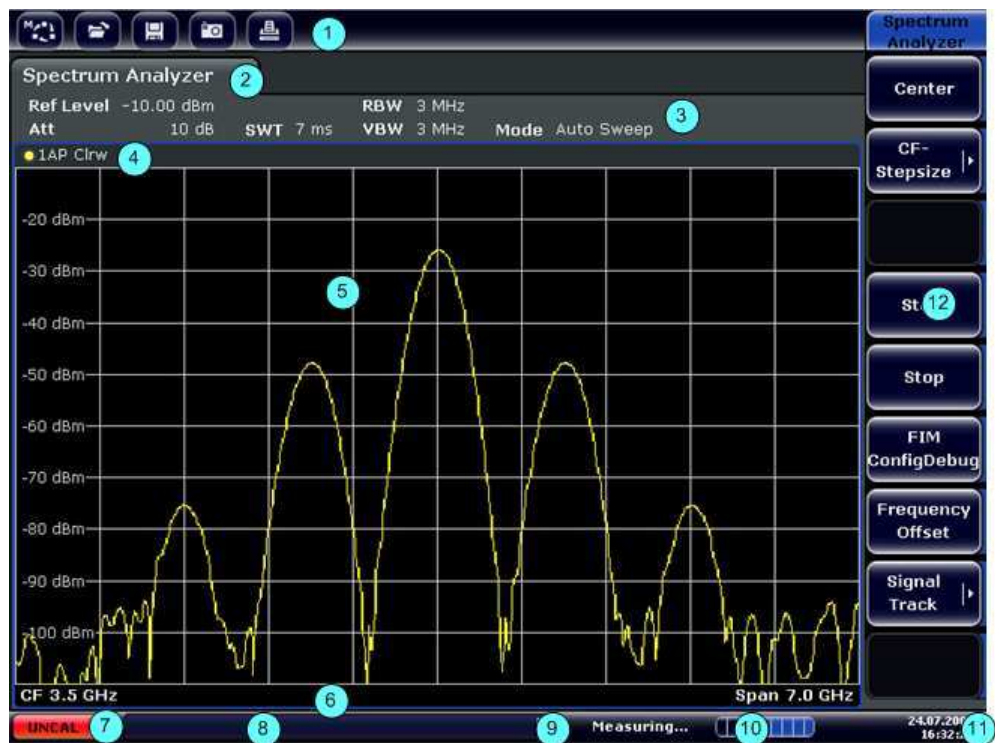 M
1
Spectrum Analyzer
Spectrum Analyzer 2
Ref Level -10.00 dBm RBW 3 MHz
Att 10 dB SWT 7 ms VBW 3 MHz Mode Auto Sweep 3
1AP Clrw 4
-20 dBm
-30 dBm
5
-40 dBm
-50 dBm
-60 dBm
-70 dBm
-80 dBm
-90 dBm
-100 dBm
CF 3.5 GHz 6 Span 7.0 GHz
UNCAL 7 8 9 Measuring... 10 11
16:32:
Center
CF-
Stepsize
12
Stop
FIM
ConfigDebug
Frequency
Offset
Signal
Track